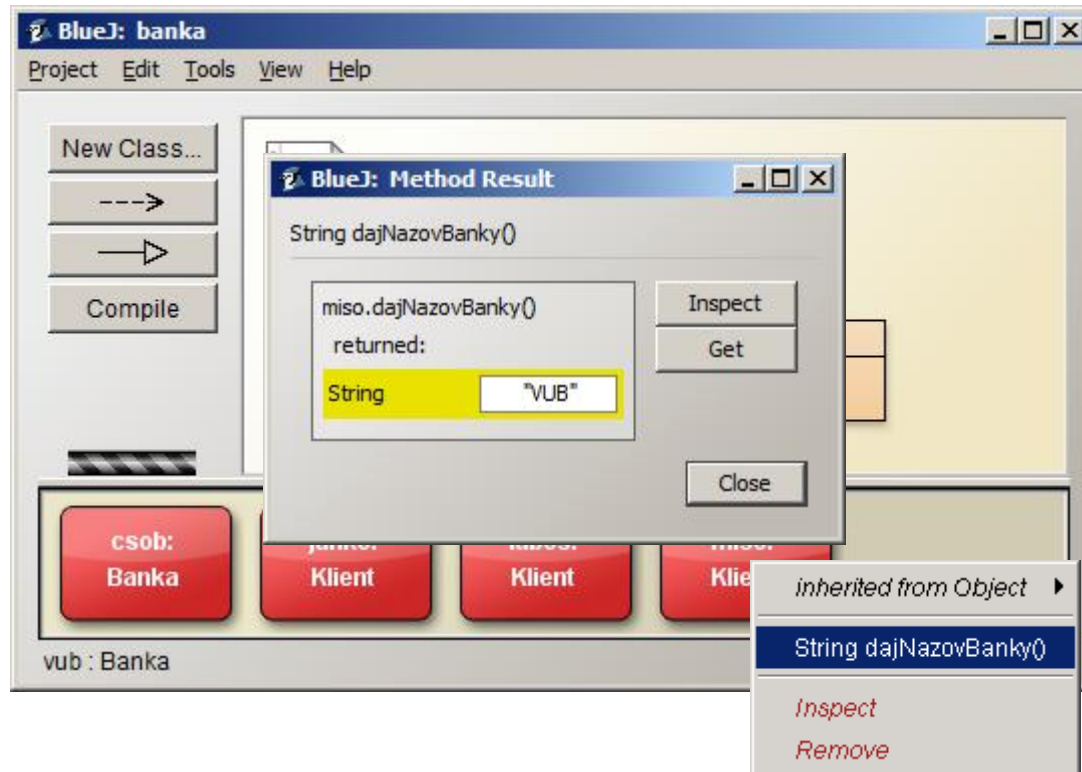 BlueJ: banka
Project Edit Tools View Help
New Class...
Compile
BlueJ: Method Result
String dajNazovBanky()
miso.dajNazovBanky()
returned:
String "VUB"
Inspect
Get
Close
csob:
Banka
Klient
Klient
inherited from Object
String dajNazovBanky()
Inspect
Remove
vub : Banka